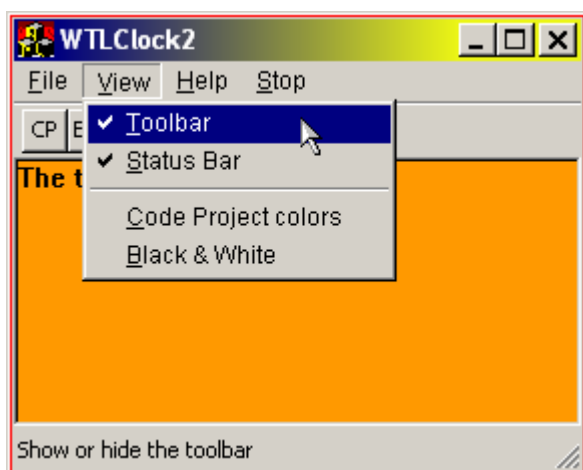 WTLClock2
File View Help Stop
CP
Toolbar
Status Bar
The t
Code Project colors
Black & White
Show or hide the toolbar